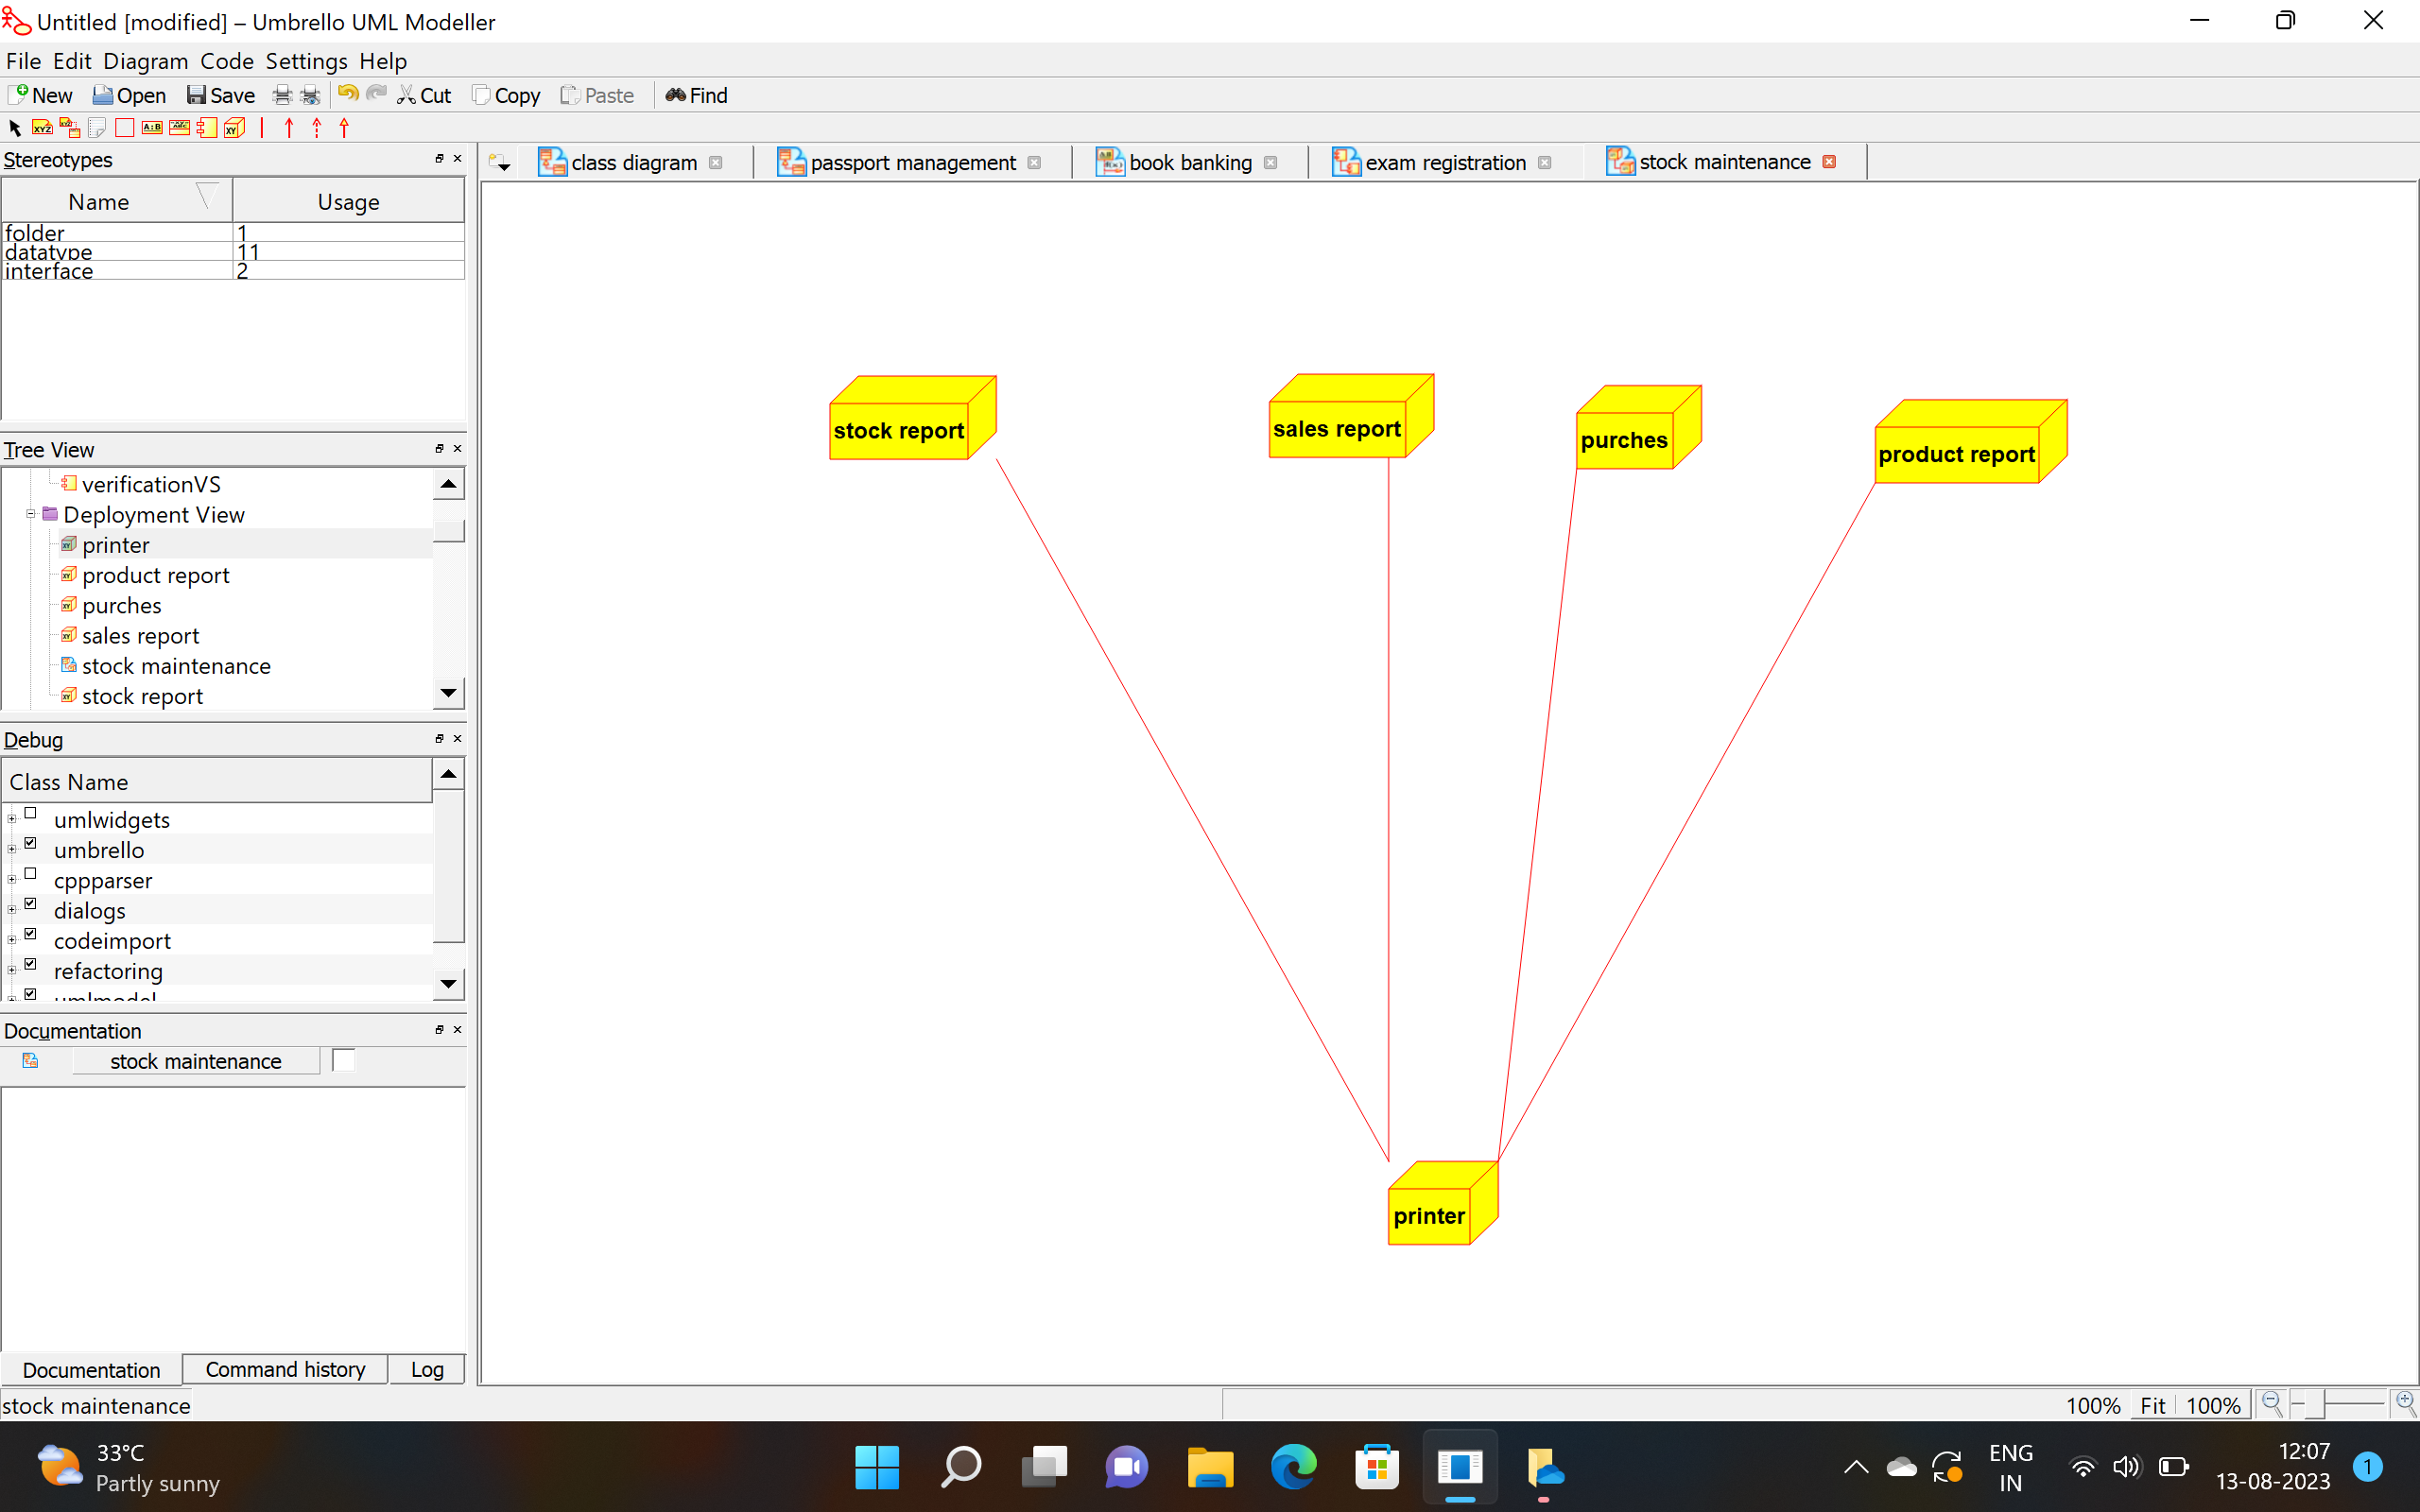 Untitled [modified] – Umbrello UML Modeller
File Edit Diagram Code Settings Help
New Open Save Cut Copy Paste Find
Stereotypes
class diagram passport management book banking exam registration stock maintenance
Name Usage
folder 1
datatype 11
interface 2
stock report sales report purches product report
Tree View
verificationVS
Deployment View
printer
product report
purches
sales report
stock maintenance
stock report
Debug
Class Name
umlwidgets
umbrello
cppparser
dialogs
codeimport
refactoring
umlmodel
printer
Documentation
stock maintenance
Documentation Command history Log
stock maintenance 100% Fit 100%
33°C
Partly sunny
ENG
IN
12:07
13-08-2023
1